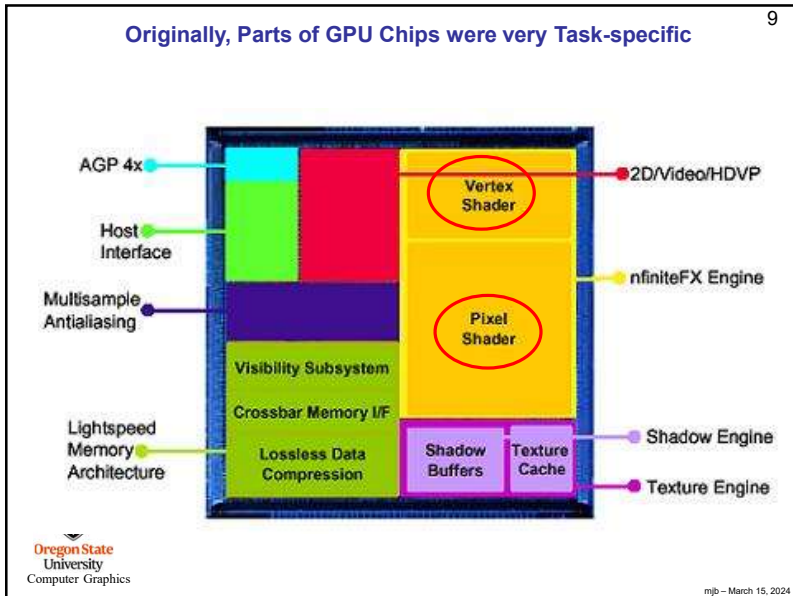 9
Originally, Parts of GPU Chips were very Task-specific
AGP 4x
Host
Interface
Multisample
Antialiasing
Lightspeed
Memory
Architecture
Vertex
Shader
Pixel
Shader
Visibility Subsystem
Crossbar Memory I/F
Lossless Data
Compression
Shadow
Buffers
Texture
Cache
2D/Video/HDVP
nfiniteFX Engine
Shadow Engine
Texture Engine
Oregon State
University
Computer Graphics
mjb – March 15, 2024